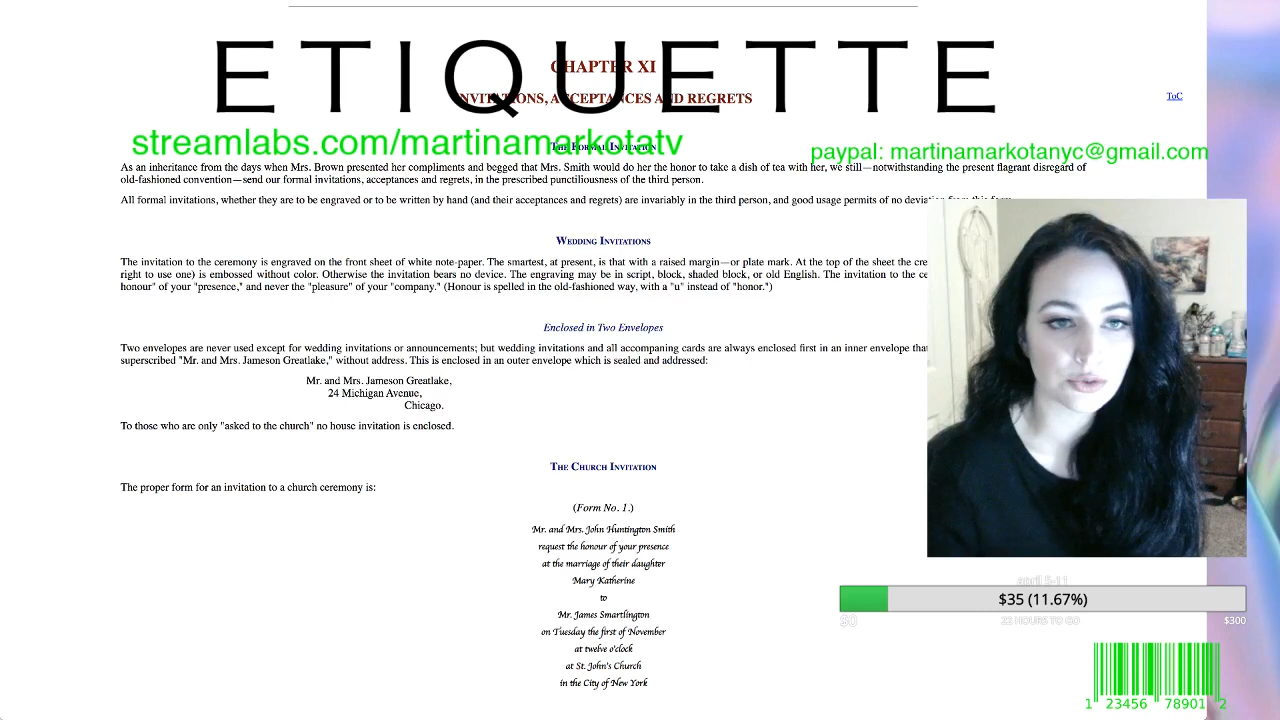 ETIQUETTE
CHAPTER XI
INVITATIONS, ACCEPTANCES AND REGRETS
ToC
streamlabs.com/martinamarkotatv
The Formal Invitation
paypal: martinamarkotanyc@gmail.com
As an inheritance from the days when Mrs. Brown presented her compliments and begged that Mrs. Smith would do her the honor to take a dish of tea with her, we still—notwithstanding the present flagrant disregard of
old-fashioned convention—send our formal invitations, acceptances and regrets, in the prescribed punctiliousness of the third person.
All formal invitations, whether they are to be engraved or to be written by hand (and their acceptances and regrets) are invariably in the third person, and good usage permits of no deviation from this form.
Wedding Invitations
The invitation to the ceremony is engraved on the front sheet of white note-paper. The smartest, at present, is that with a raised margin—or plate mark. At the top of the sheet the
right to use one) is embossed without color. Otherwise the invitation bears no device. The engraving may be in script, block, shaded block, or old English. The invitation to the
honour" of your "presence," and never the "pleasure" of your "company." (Honour is spelled in the old-fashioned way, with a "u" instead of "honor.")
Enclosed in Two Envelopes
Two envelopes are never used except for wedding invitations or announcements; but wedding invitations and all accompaning cards are always enclosed first in an inner envelope that
superscribed "Mr. and Mrs. Jameson Greatlake," without address. This is enclosed in an outer envelope which is sealed and addressed:
Mr. and Mrs. Jameson Greatlake,
24 Michigan Avenue,
Chicago.
To those who are only "asked to the church" no house invitation is enclosed.
The Church Invitation
The proper form for an invitation to a church ceremony is:
(Form No. 1.)
Mr. and Mrs. John Huntington Smith
request the honour of your presence
at the marriage of their daughter
Mary Katherine
to
Mr. James Smartlington
on Tuesday the first of November
at twelve o'clock
at St. John's Church
in the City of New York
april 5-11
$35 (11.67%)
$0
22 HOURS TO GO
$300
1 23456 78901 2